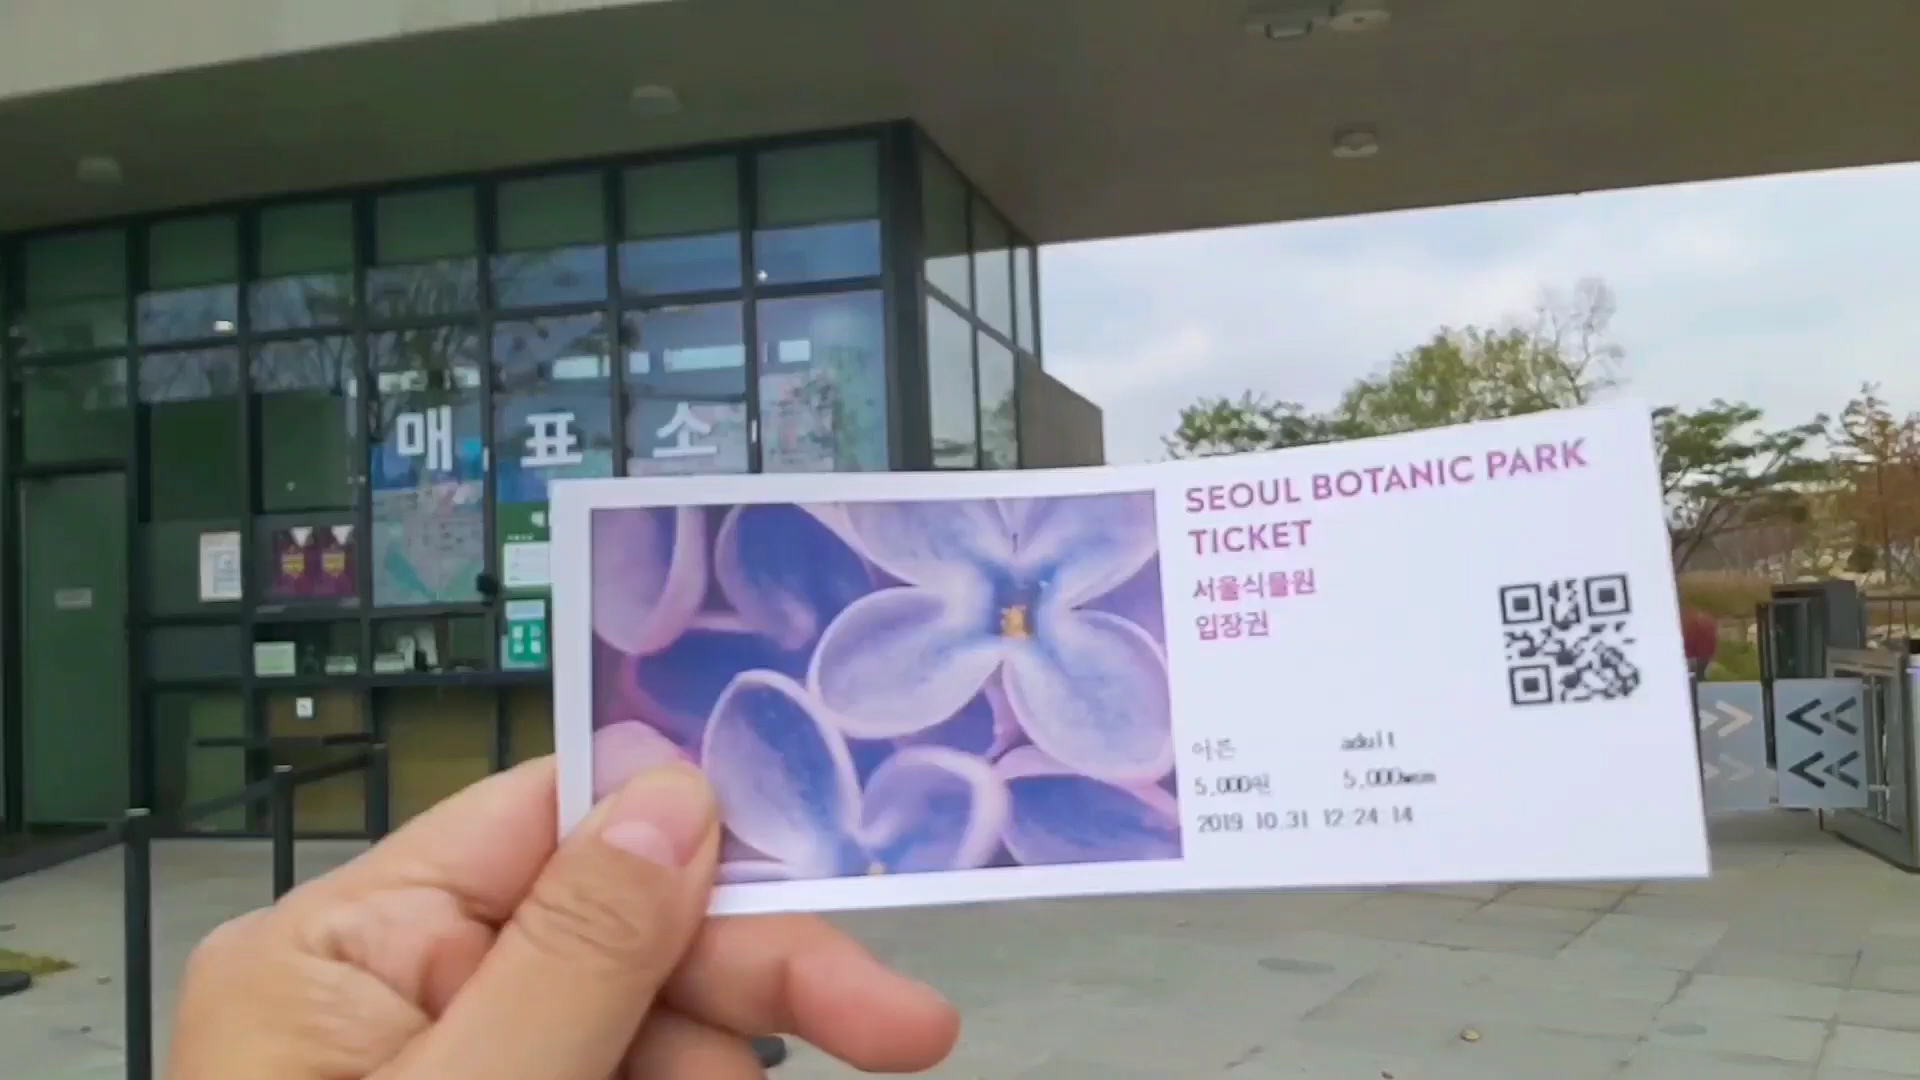 매표소
SEOUL BOTANIC PARK
TICKET
서울식물원
입장권
어른 adult
5,000원 5,000won
2019 10.31 12:24:14